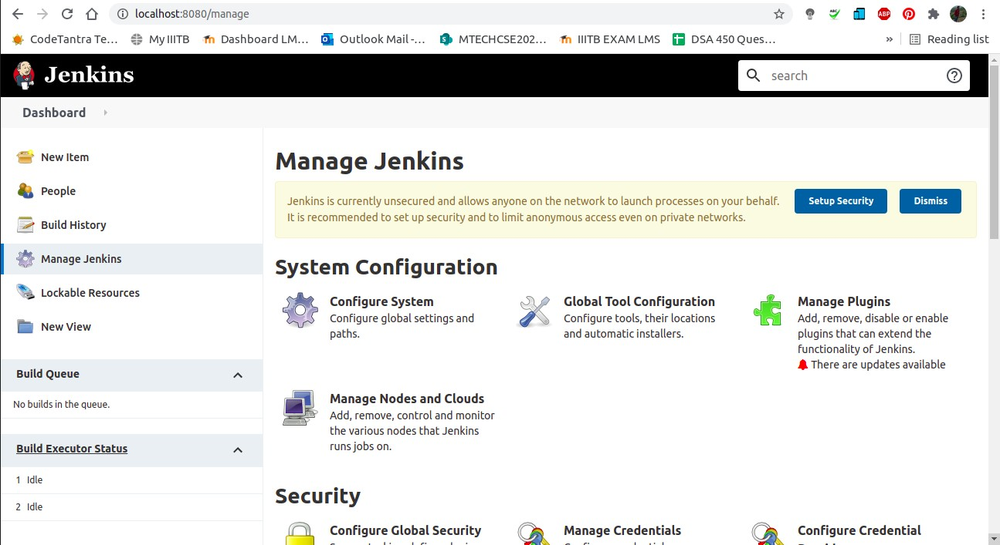 localhost:8080/manage
ABC
ABP
CodeTantra Te...
My IIITB
Dashboard LM...
Outlook Mail -...
MTECHCSE202...
IIITB EXAM LMS
DSA 450 Ques...
»
Reading list
Jenkins
search
Dashboard
New Item
People
Build History
Manage Jenkins
Lockable Resources
New View
Build Queue
No builds in the queue.
Build Executor Status
1 Idle
2 Idle
Manage Jenkins
Jenkins is currently unsecured and allows anyone on the network to launch processes on your behalf.
It is recommended to set up security and to limit anonymous access even on private networks.
Setup Security
Dismiss
System Configuration
Configure System
Configure global settings and
paths.
Global Tool Configuration
Configure tools, their locations
and automatic installers.
Manage Plugins
Add, remove, disable or enable
plugins that can extend the
functionality of Jenkins.
There are updates available
Manage Nodes and Clouds
Add, remove, control and monitor
the various nodes that Jenkins
runs jobs on.
Security
Configure Global Security
Manage Credentials
Configure Credential